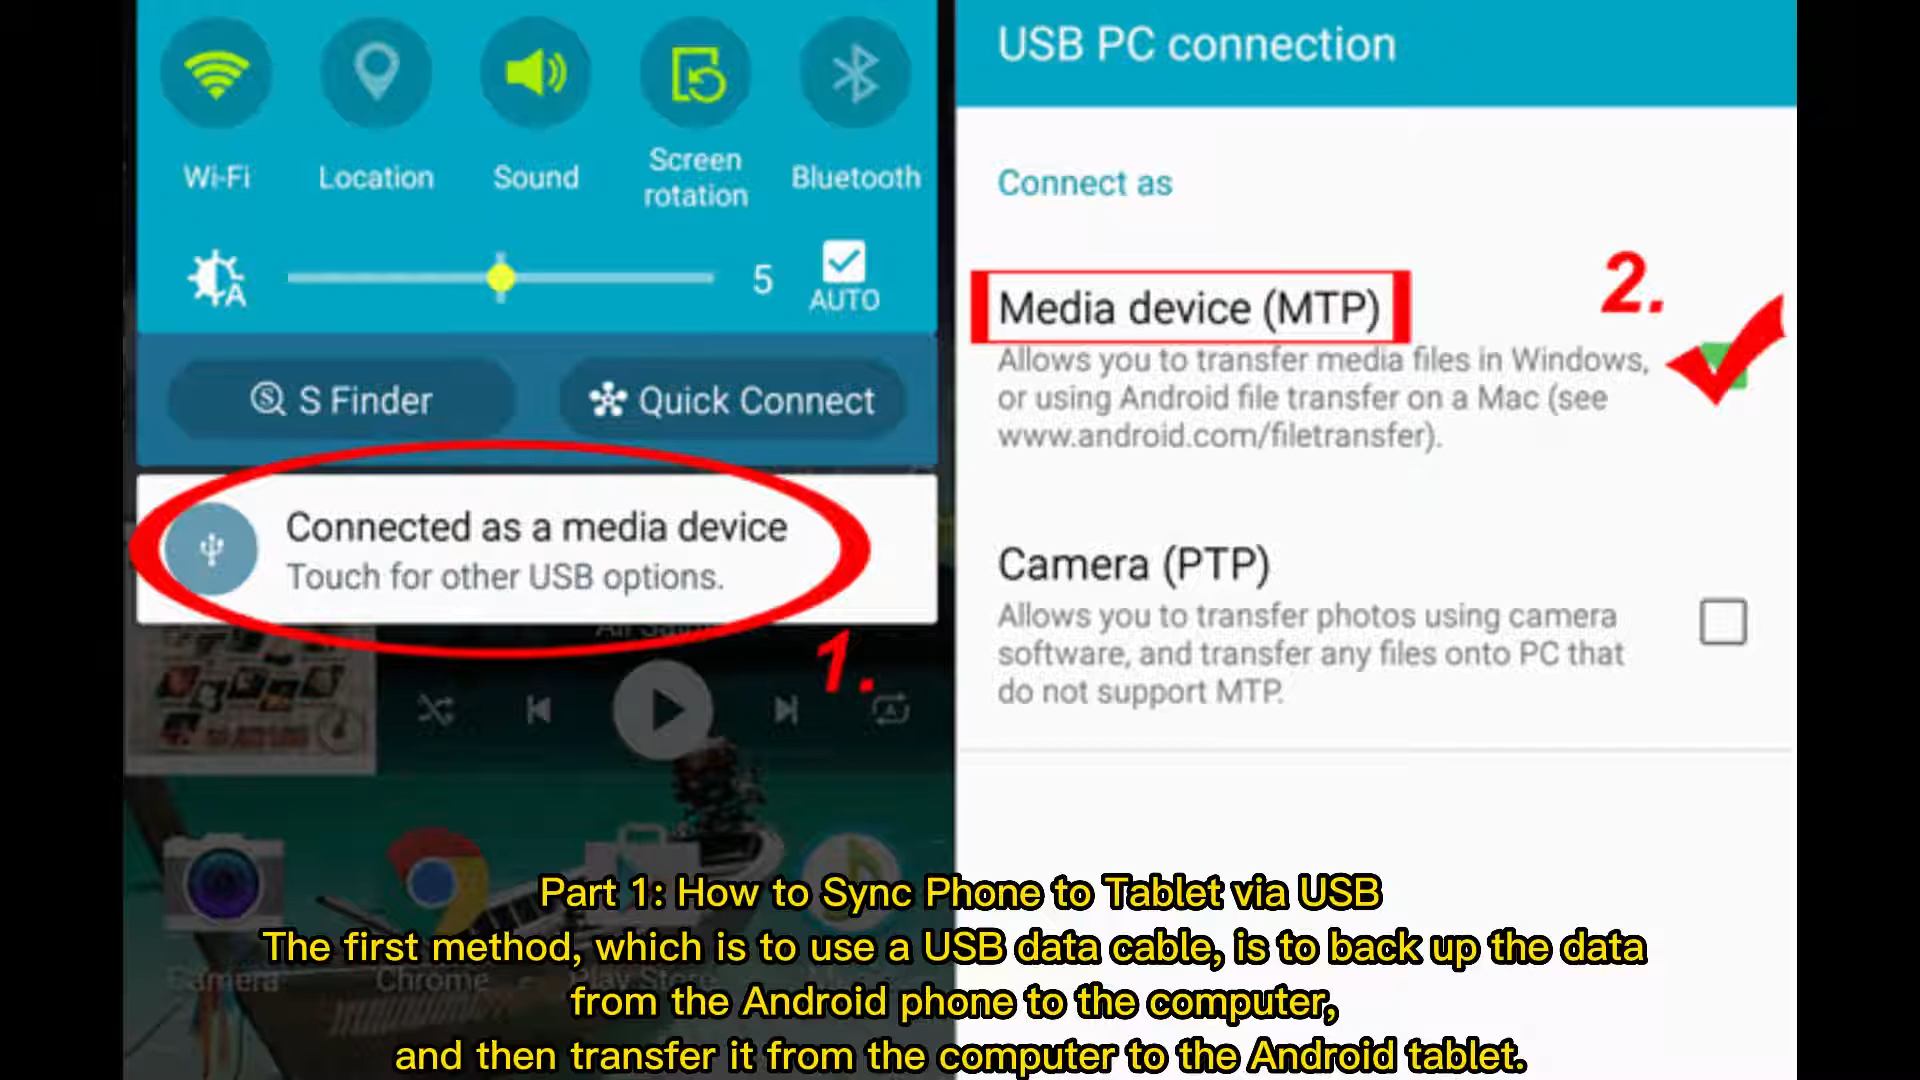 Wi-Fi
Location
Sound
Screen
rotation
Bluetooth
A
5
AUTO
S Finder
Quick Connect
Connected as a media device
Touch for other USB options.
1.
A
Camera
Chrome
Play Store
USB PC connection
Connect as
Media device (MTP)
2.
Allows you to transfer media files in Windows,
or using Android file transfer on a Mac (see
www.android.com/filetransfer).
Camera (PTP)
Allows you to transfer photos using camera
software, and transfer any files onto PC that
do not support MTP.
Part 1: How to Sync Phone to Tablet via USB
The first method, which is to use a USB data cable, is to back up the data
from the Android phone to the computer,
and then transfer it from the computer to the Android tablet.